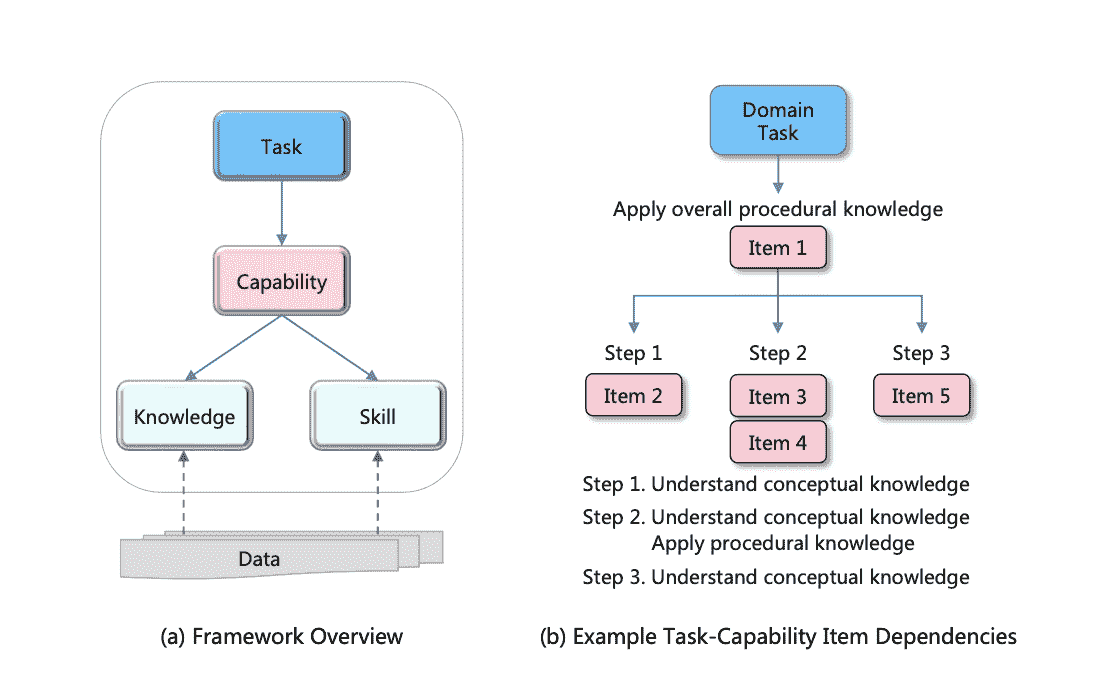 Task
Capability
Knowledge
Skill
Data
(a) Framework Overview
Domain
Task
Apply overall procedural knowledge
Item 1
Step 1
Step 2
Step 3
Item 2
Item 3
Item 5
Item 4
Step 1. Understand conceptual knowledge
Step 2. Understand conceptual knowledge
Apply procedural knowledge
Step 3. Understand conceptual knowledge
(b) Example Task-Capability Item Dependencies